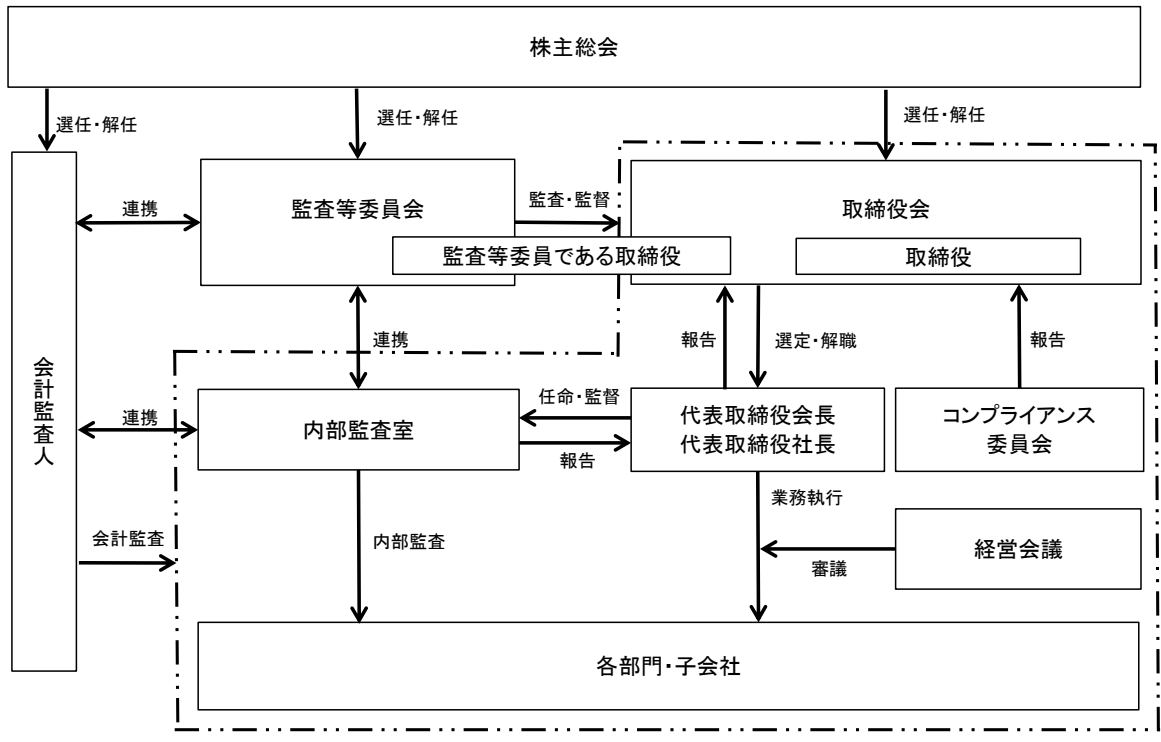 株主総会
選任・解任
選任・解任
選任・解任
監査等委員会
監査・監督
取締役会
連携
監査等委員である取締役
取締役
連携
報告
選定・解職
報告
会計監査人
任命・監督
代表取締役会長
代表取締役社長
コンプライアンス
委員会
連携
内部監査室
報告
業務執行
会計監査
内部監査
経営会議
審議
各部門・子会社